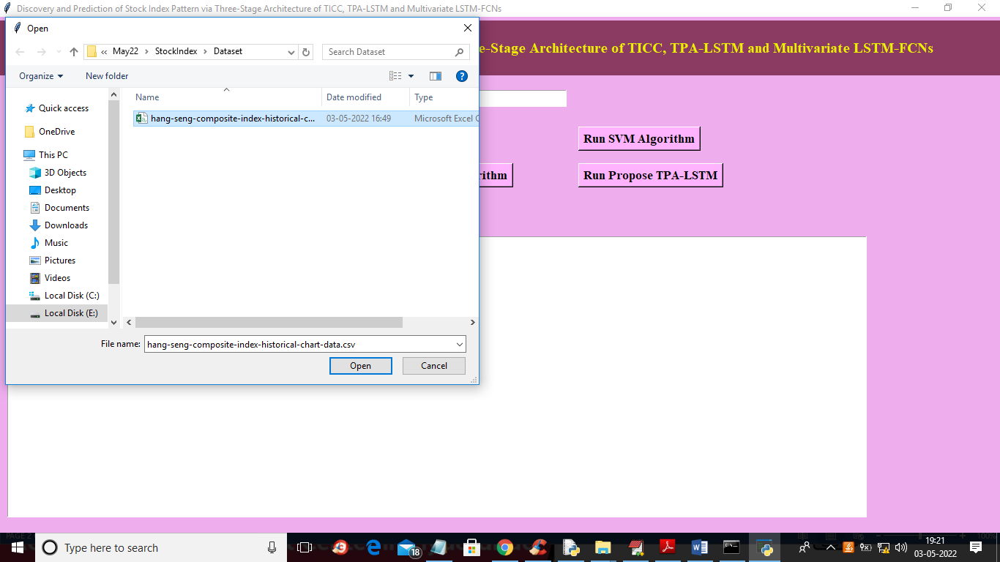 Discovery and Prediction of Stock Index Pattern via Three-Stage Architecture of TICC, TPA-LSTM and Multivariate LSTM-FCNs
Open
e-Stage Architecture of TICC, TPA-LSTM and Multivariate LSTM-FCNs
« May22 > StockIndex > Dataset
Search Dataset
Organize
New folder
Name
Date modified
Type
hang-seng-composite-index-historical-c...
03-05-2022 16:49
Microsoft Excel C
Quick access
OneDrive
This PC
3D Objects
Desktop
Documents
Downloads
Music
Pictures
Videos
Local Disk (C:)
Local Disk (E:)
Run SVM Algorithm
rithm
Run Propose TPA-LSTM
File name:
hang-seng-composite-index-historical-chart-data.csv
Open
Cancel
PAGE 2
100%
Type here to search
18
19:21
03-05-2022